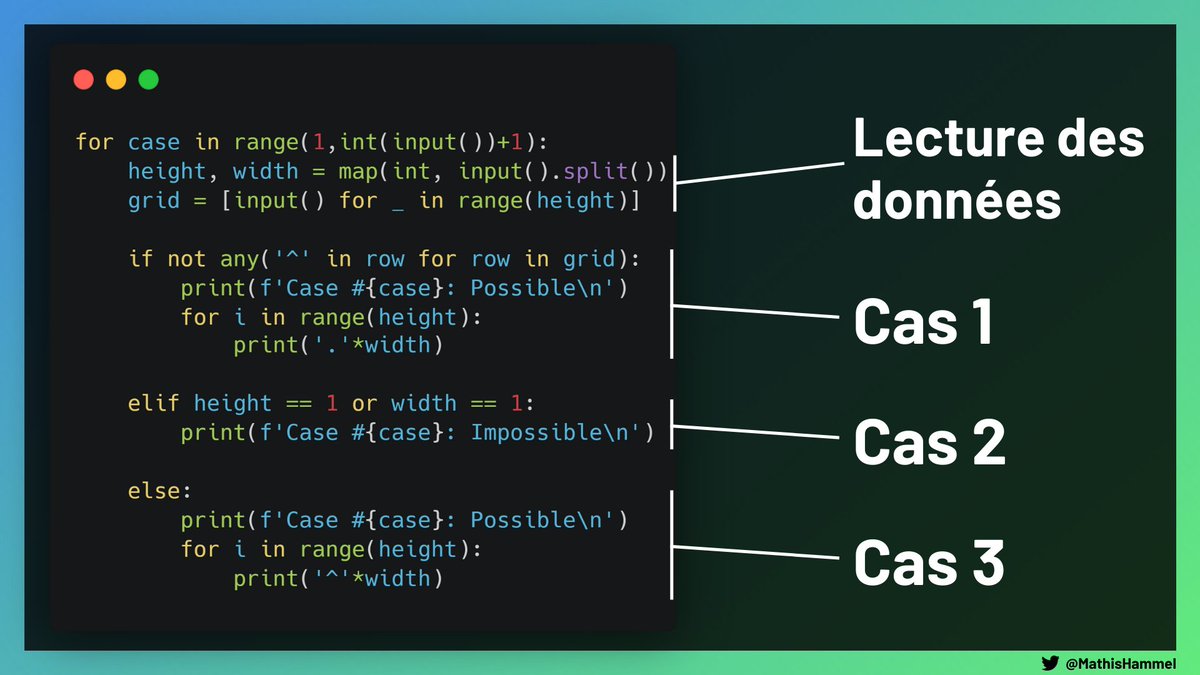 for case in range(1,int(input())+1):
    height, width = map(int, input().split())
    grid = [input() for _ in range(height)]
    if not any('^' in row for row in grid):
        print(f'Case #{case}: Possible\n')
        for i in range(height):
            print('.'*width)
    elif height == 1 or width == 1:
        print(f'Case #{case}: Impossible\n')
    else:
        print(f'Case #{case}: Possible\n')
        for i in range(height):
            print('^'*width)
Lecture des
données
Cas 1
Cas 2
Cas 3
@MathisHammel